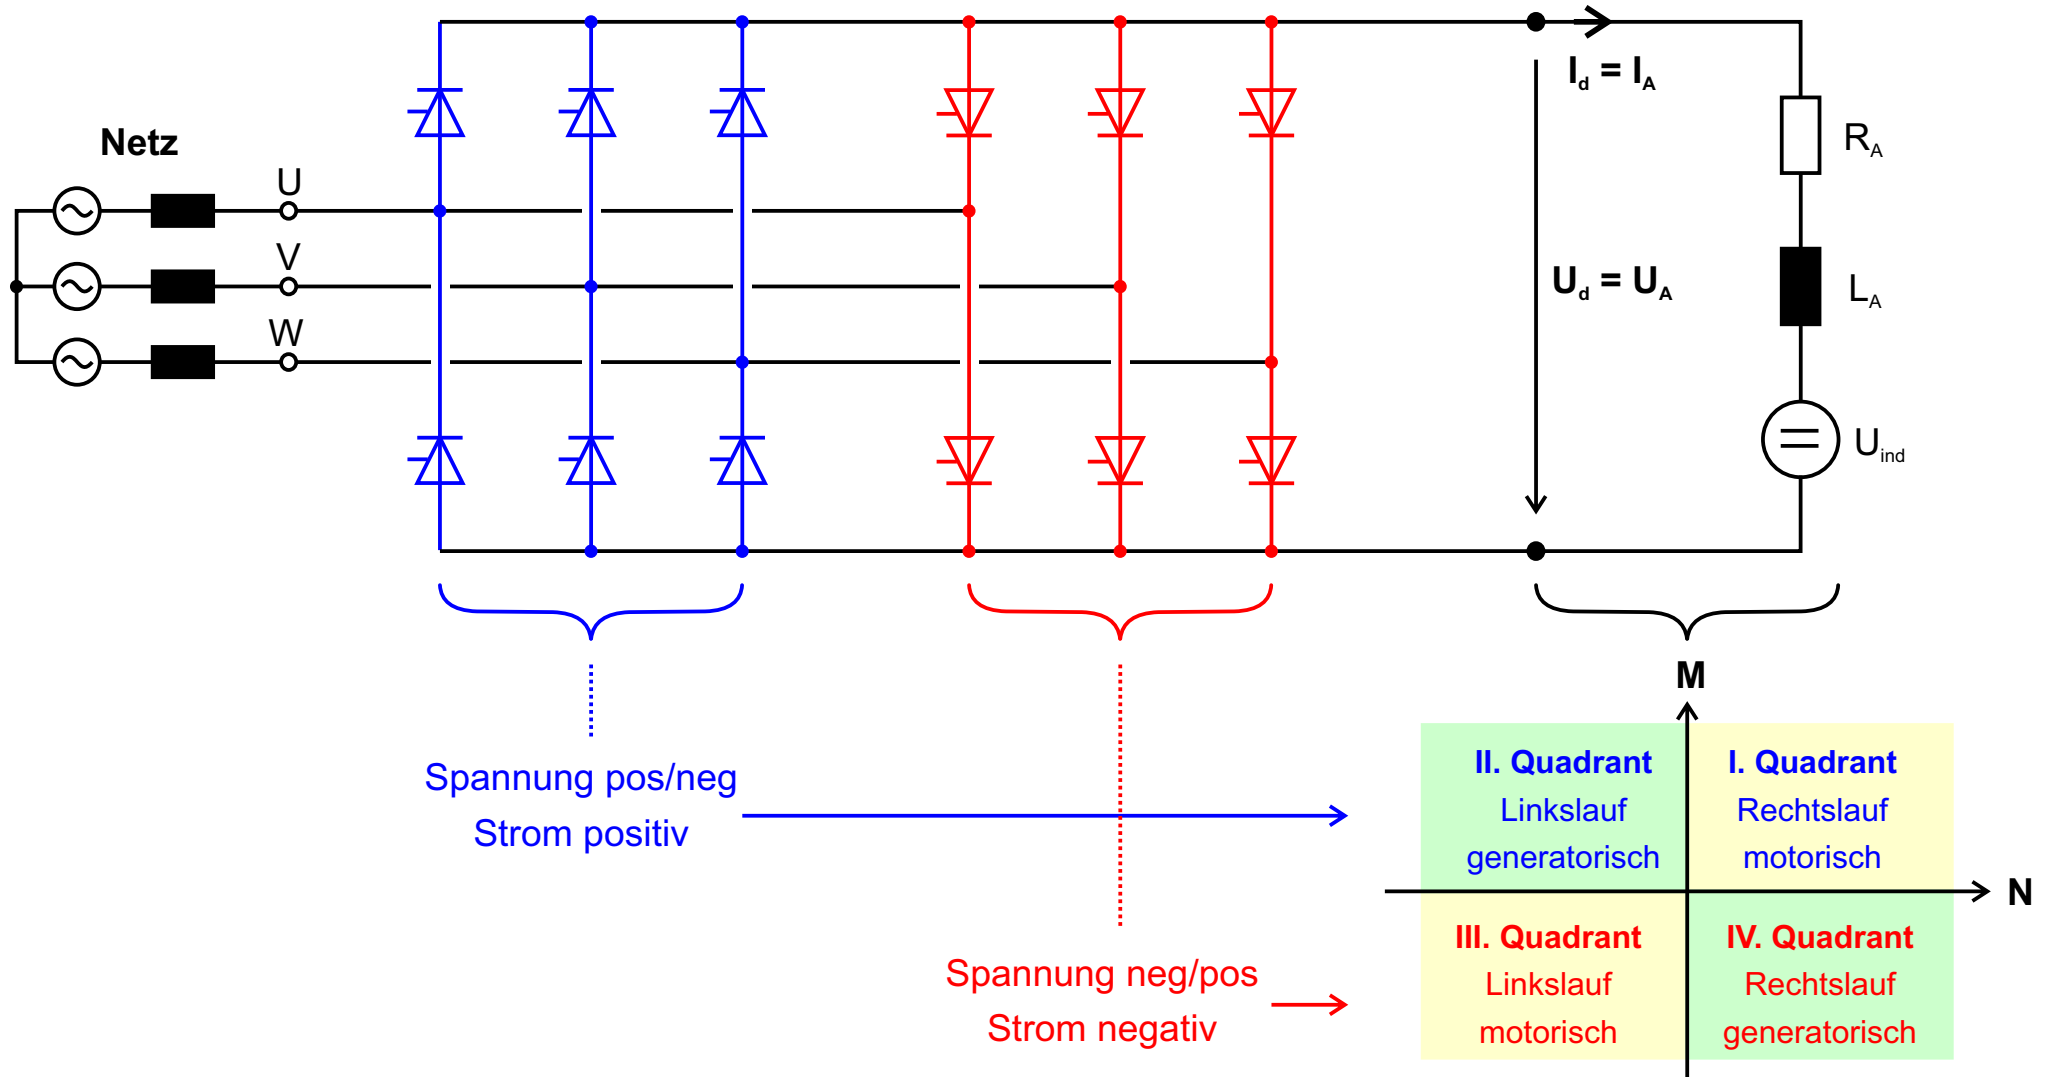 Netz
U
V
W
I_d = I_A
U_d = U_A
R_A
L_A
U_ind
M
N
Spannung pos/neg
Strom positiv
Spannung neg/pos
Strom negativ
II. Quadrant
Linkslauf
generatorisch
I. Quadrant
Rechtslauf
motorisch
III. Quadrant
Linkslauf
motorisch
IV. Quadrant
Rechtslauf
generatorisch